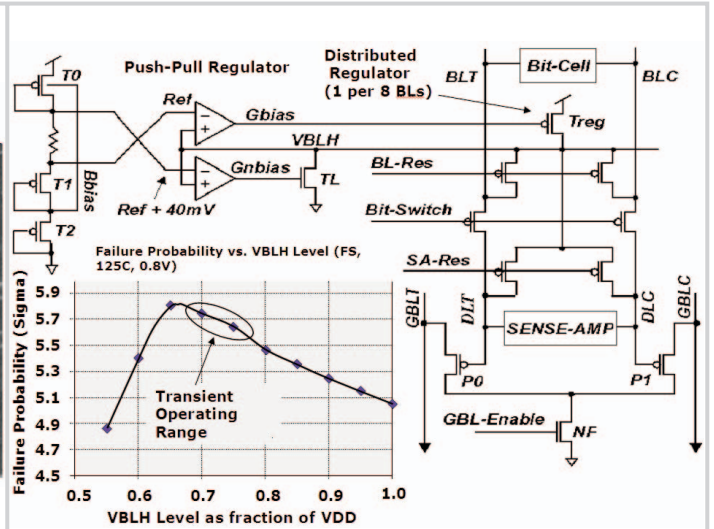 T0
Push-Pull Regulator
Distributed
Regulator
(1 per 8 BLs)
BLT
Bit-Cell
BLC
Ref
Gbias
Treg
VBLH
T1
Bbias
Gnbias
TL
BL-Res
T2
Ref + 40mV
Bit-Switch
Failure Probability vs. VBLH Level (FS,
125C, 0.8V)
SA-Res
GBLT
DLT
SENSE-AMP
DLC
GBLC
P0
P1
GBL-Enable
NF
Failure Probability (Sigma)
5.9
5.7
5.5
5.3
5.1
4.9
4.7
4.5
Transient
Operating
Range
0.5 0.6 0.7 0.8 0.9 1.0
VBLH Level as fraction of VDD